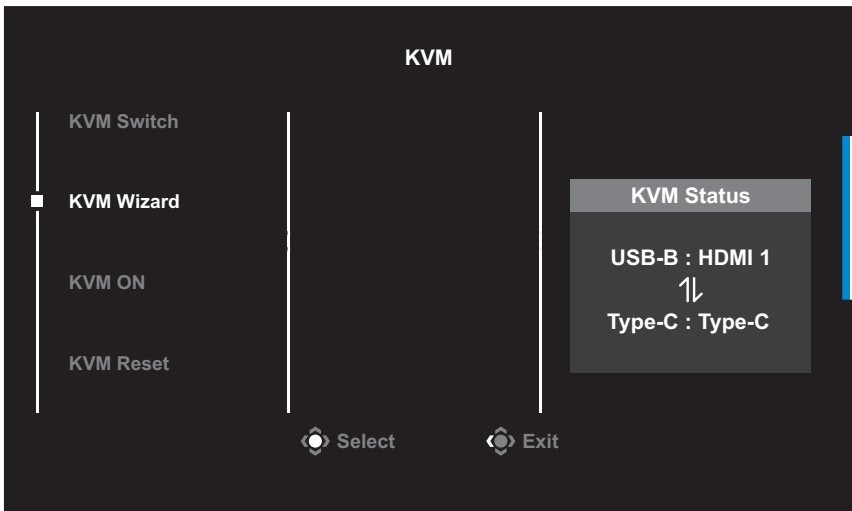 KVM
KVM Switch
KVM Wizard
KVM ON
KVM Reset
KVM Status
USB-B : HDMI 1
Type-C : Type-C
Select
Exit